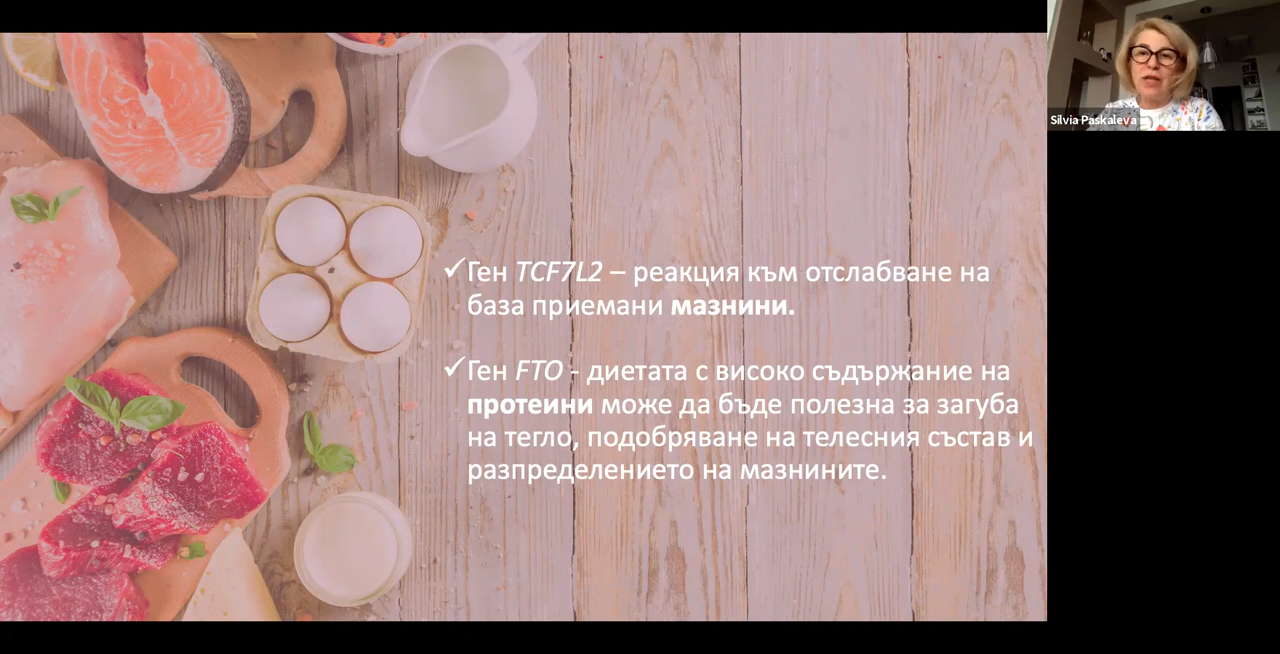 Silvia Paskaleva
✓Ген TCF7L2 – реакция към отслабване на
база приемани мазнини.
✓Ген FTO - диетата с високо съдържание на
протеини може да бъде полезна за загуба
на тегло, подобряване на телесния състав и
разпределението на мазнините.